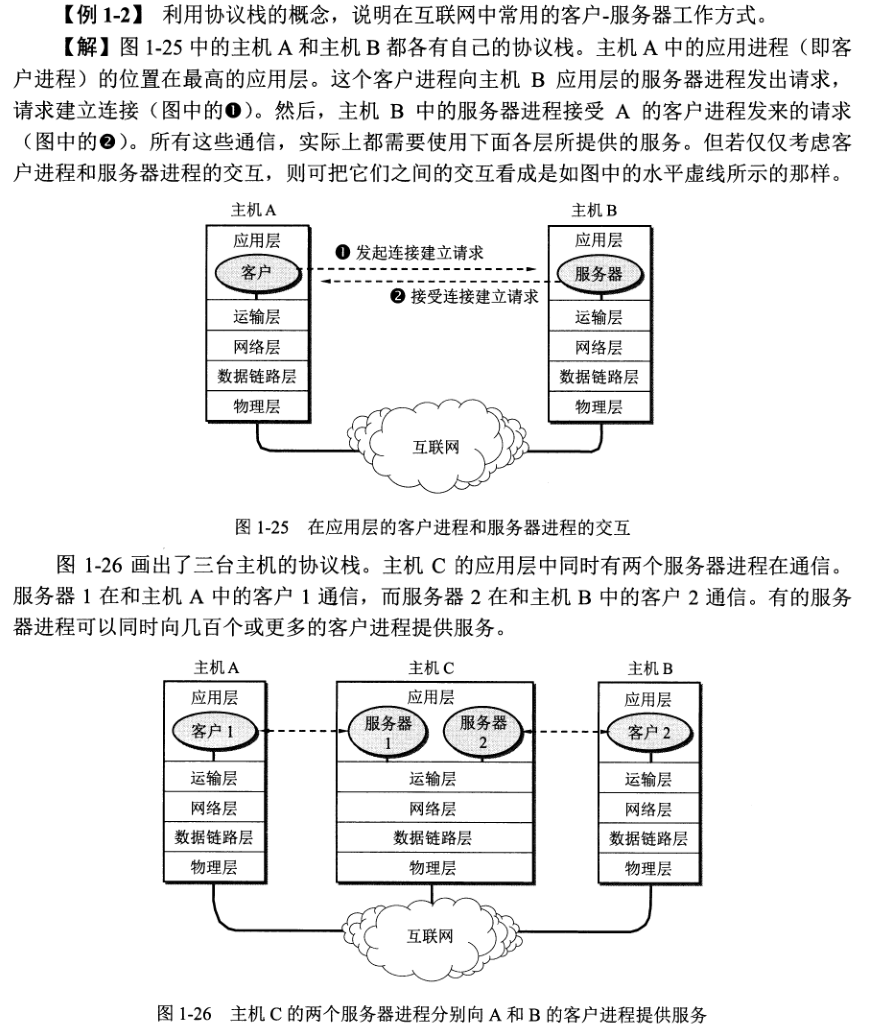 【例 1-2】 利用协议栈的概念，说明在互联网中常用的客户-服务器工作方式。
【解】图 1-25 中的主机 A 和主机 B 都各有自己的协议栈。主机 A 中的应用进程（即客
户进程）的位置在最高的应用层。这个客户进程向主机 B 应用层的服务器进程发出请求，
请求建立连接（图中的❶）。然后，主机 B 中的服务器进程接受 A 的客户进程发来的请求
（图中的❷）。所有这些通信，实际上都需要使用下面各层所提供的服务。但若仅仅考虑客
户进程和服务器进程的交互，则可把它们之间的交互看成是如图中的水平虚线所示的那样。
主机 A
主机 B
应用层
应用层
❶ 发起连接建立请求
客户
服务器
❷ 接受连接建立请求
运输层
运输层
网络层
网络层
数据链路层
数据链路层
物理层
物理层
互联网
图 1-25 在应用层的客户进程和服务器进程的交互
图 1-26 画出了三台主机的协议栈。主机 C 的应用层中同时有两个服务器进程在通信。
服务器 1 在和主机 A 中的客户 1 通信，而服务器 2 在和主机 B 中的客户 2 通信。有的服务
器进程可以同时向几百个或更多的客户进程提供服务。
主机 A
主机 C
主机 B
应用层
应用层
应用层
客户 1
服务器
1
服务器
2
客户 2
运输层
运输层
运输层
网络层
网络层
网络层
数据链路层
数据链路层
数据链路层
物理层
物理层
物理层
互联网
图 1-26 主机 C 的两个服务器进程分别向 A 和 B 的客户进程提供服务